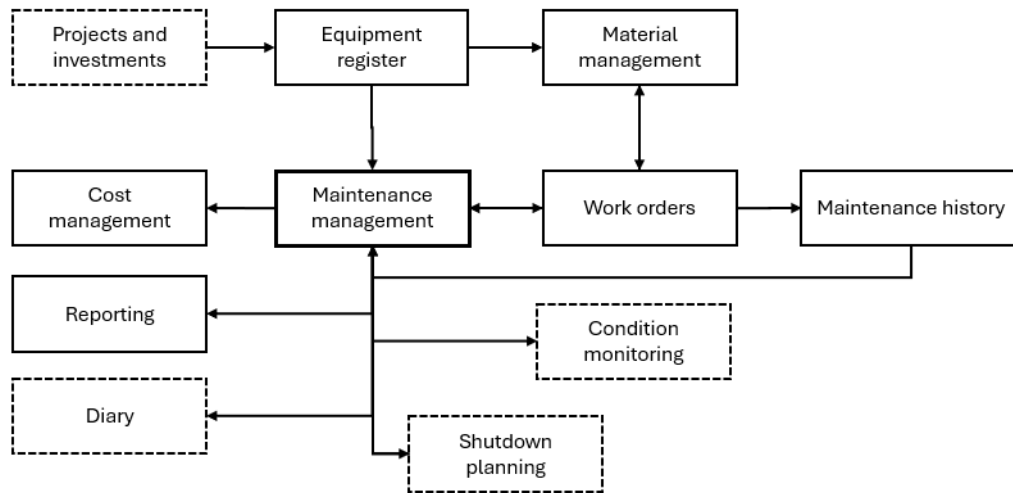 Projects and
investments
Equipment
register
Material
management
Cost
management
Maintenance
management
Work orders
Maintenance history
Reporting
Condition
monitoring
Diary
Shutdown
planning